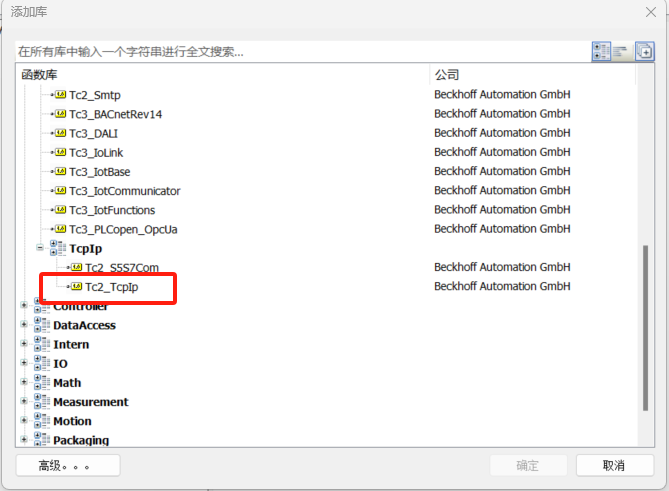 添加库
在所有库中输入一个字符串进行全文搜索...
函数库 公司
Tc2_Smtp Beckhoff Automation GmbH
Tc3_BACnetRev14 Beckhoff Automation GmbH
Tc3_DALI Beckhoff Automation GmbH
Tc3_IoLink Beckhoff Automation GmbH
Tc3_IotBase Beckhoff Automation GmbH
Tc3_IotCommunicator Beckhoff Automation GmbH
Tc3_IotFunctions Beckhoff Automation GmbH
Tc3_PLCopen_OpcUa Beckhoff Automation GmbH
TcpIp
Tc2_S5S7Com Beckhoff Automation GmbH
Tc2_TcpIp Beckhoff Automation GmbH
Controller
DataAccess
Intern
IO
Math
Measurement
Motion
Packaging
高级。。。 确定 取消